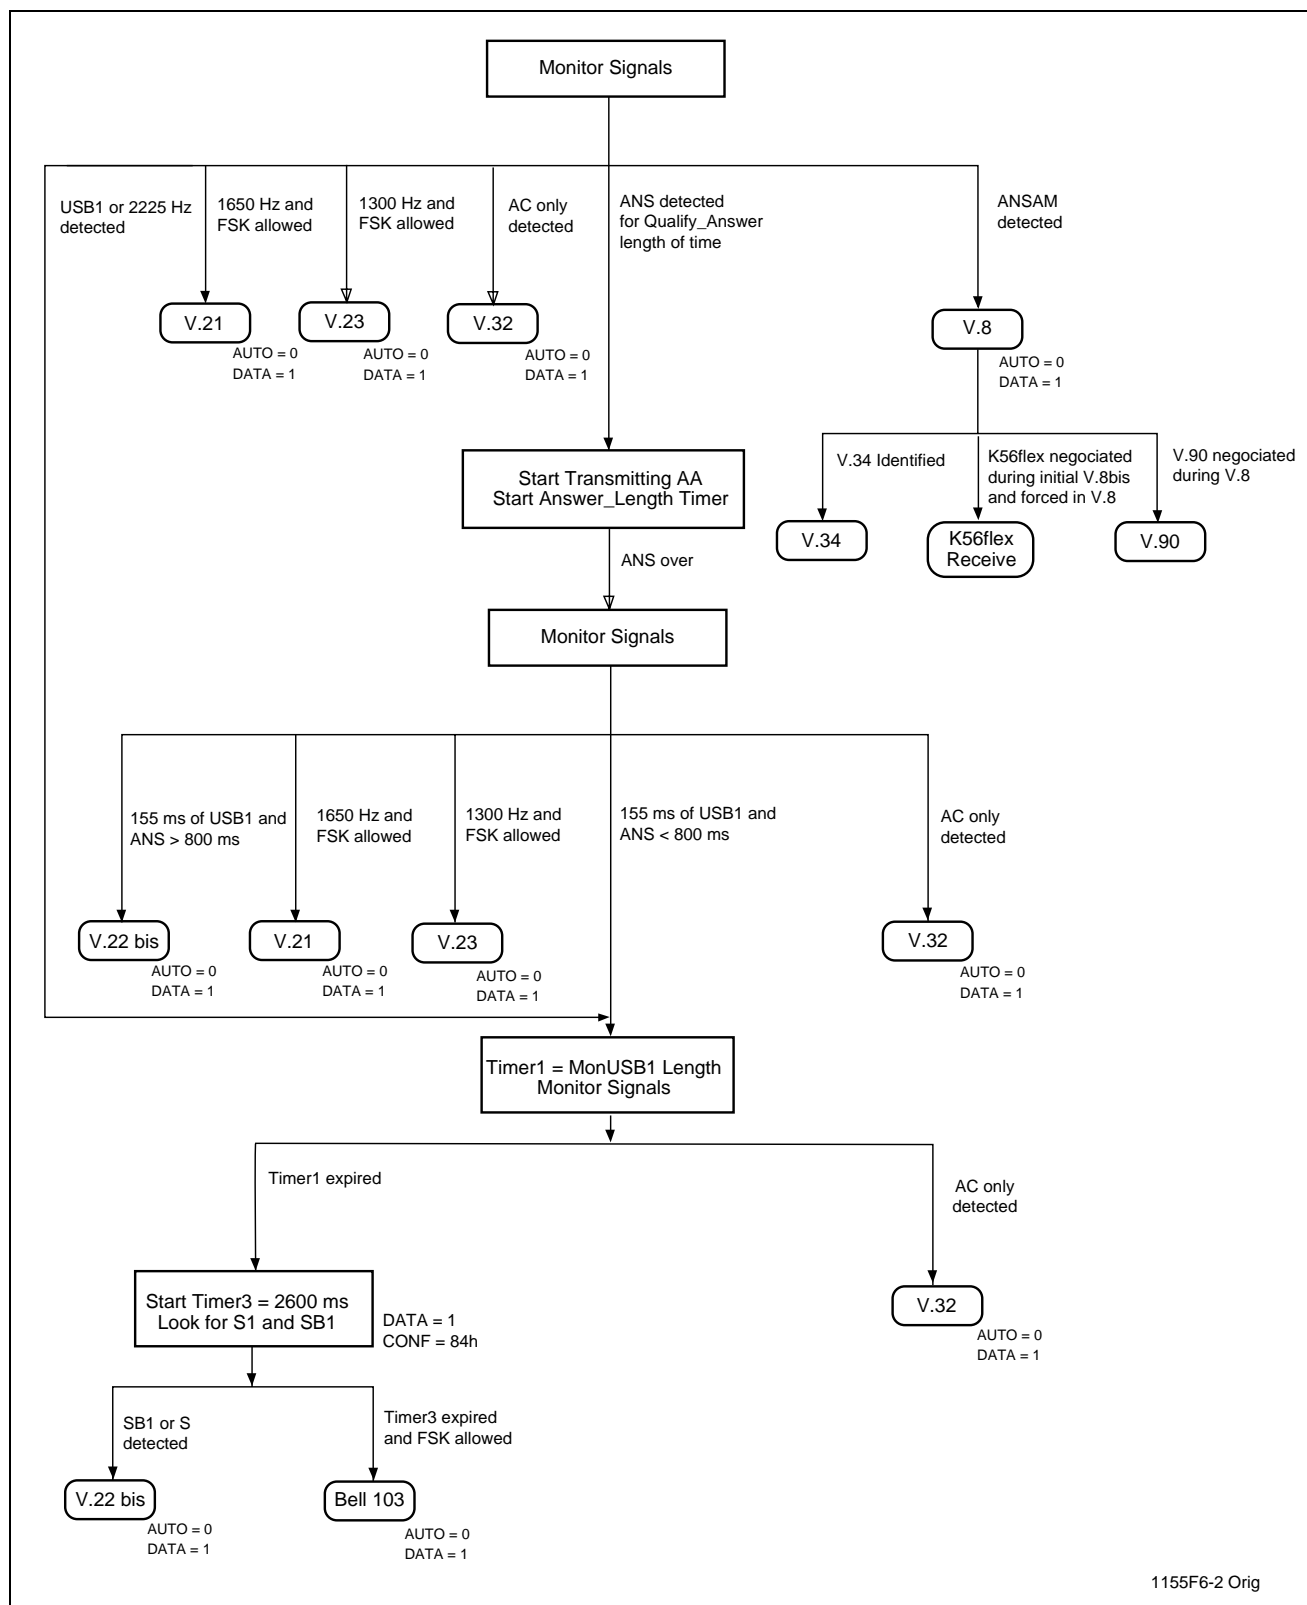 Monitor Signals
USB1 or 2225 Hz
detected
1650 Hz and
FSK allowed
1300 Hz and
FSK allowed
AC only
detected
ANS detected
for Qualify_Answer
length of time
ANSAM
detected
V.21
AUTO = 0
DATA = 1
V.23
AUTO = 0
DATA = 1
V.32
AUTO = 0
DATA = 1
V.8
AUTO = 0
DATA = 1
V.34 Identified
K56flex negociated
during initial V.8bis
and forced in V.8
V.90 negociated
during V.8
Start Transmitting AA
Start Answer_Length Timer
V.34
K56flex
Receive
V.90
ANS over
Monitor Signals
155 ms of USB1 and
ANS > 800 ms
1650 Hz and
FSK allowed
1300 Hz and
FSK allowed
155 ms of USB1 and
ANS < 800 ms
AC only
detected
V.22 bis
AUTO = 0
DATA = 1
V.21
AUTO = 0
DATA = 1
V.23
AUTO = 0
DATA = 1
V.32
AUTO = 0
DATA = 1
Timer1 = MonUSB1 Length
Monitor Signals
Timer1 expired
AC only
detected
Start Timer3 = 2600 ms
Look for S1 and SB1
DATA = 1
CONF = 84h
V.32
AUTO = 0
DATA = 1
SB1 or S
detected
Timer3 expired
and FSK allowed
V.22 bis
AUTO = 0
DATA = 1
Bell 103
AUTO = 0
DATA = 1
1155F6-2 Orig